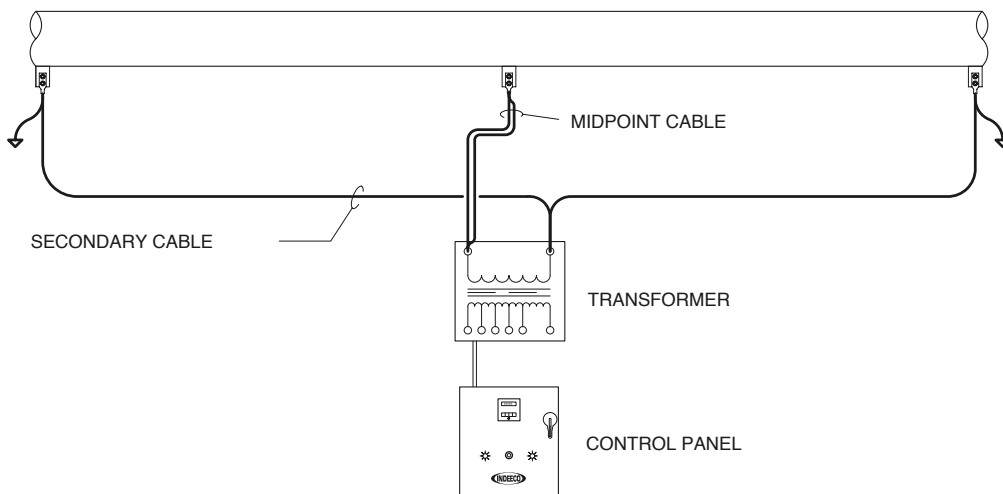 MIDPOINT CABLE
SECONDARY CABLE
TRANSFORMER
CONTROL PANEL
INDEECO